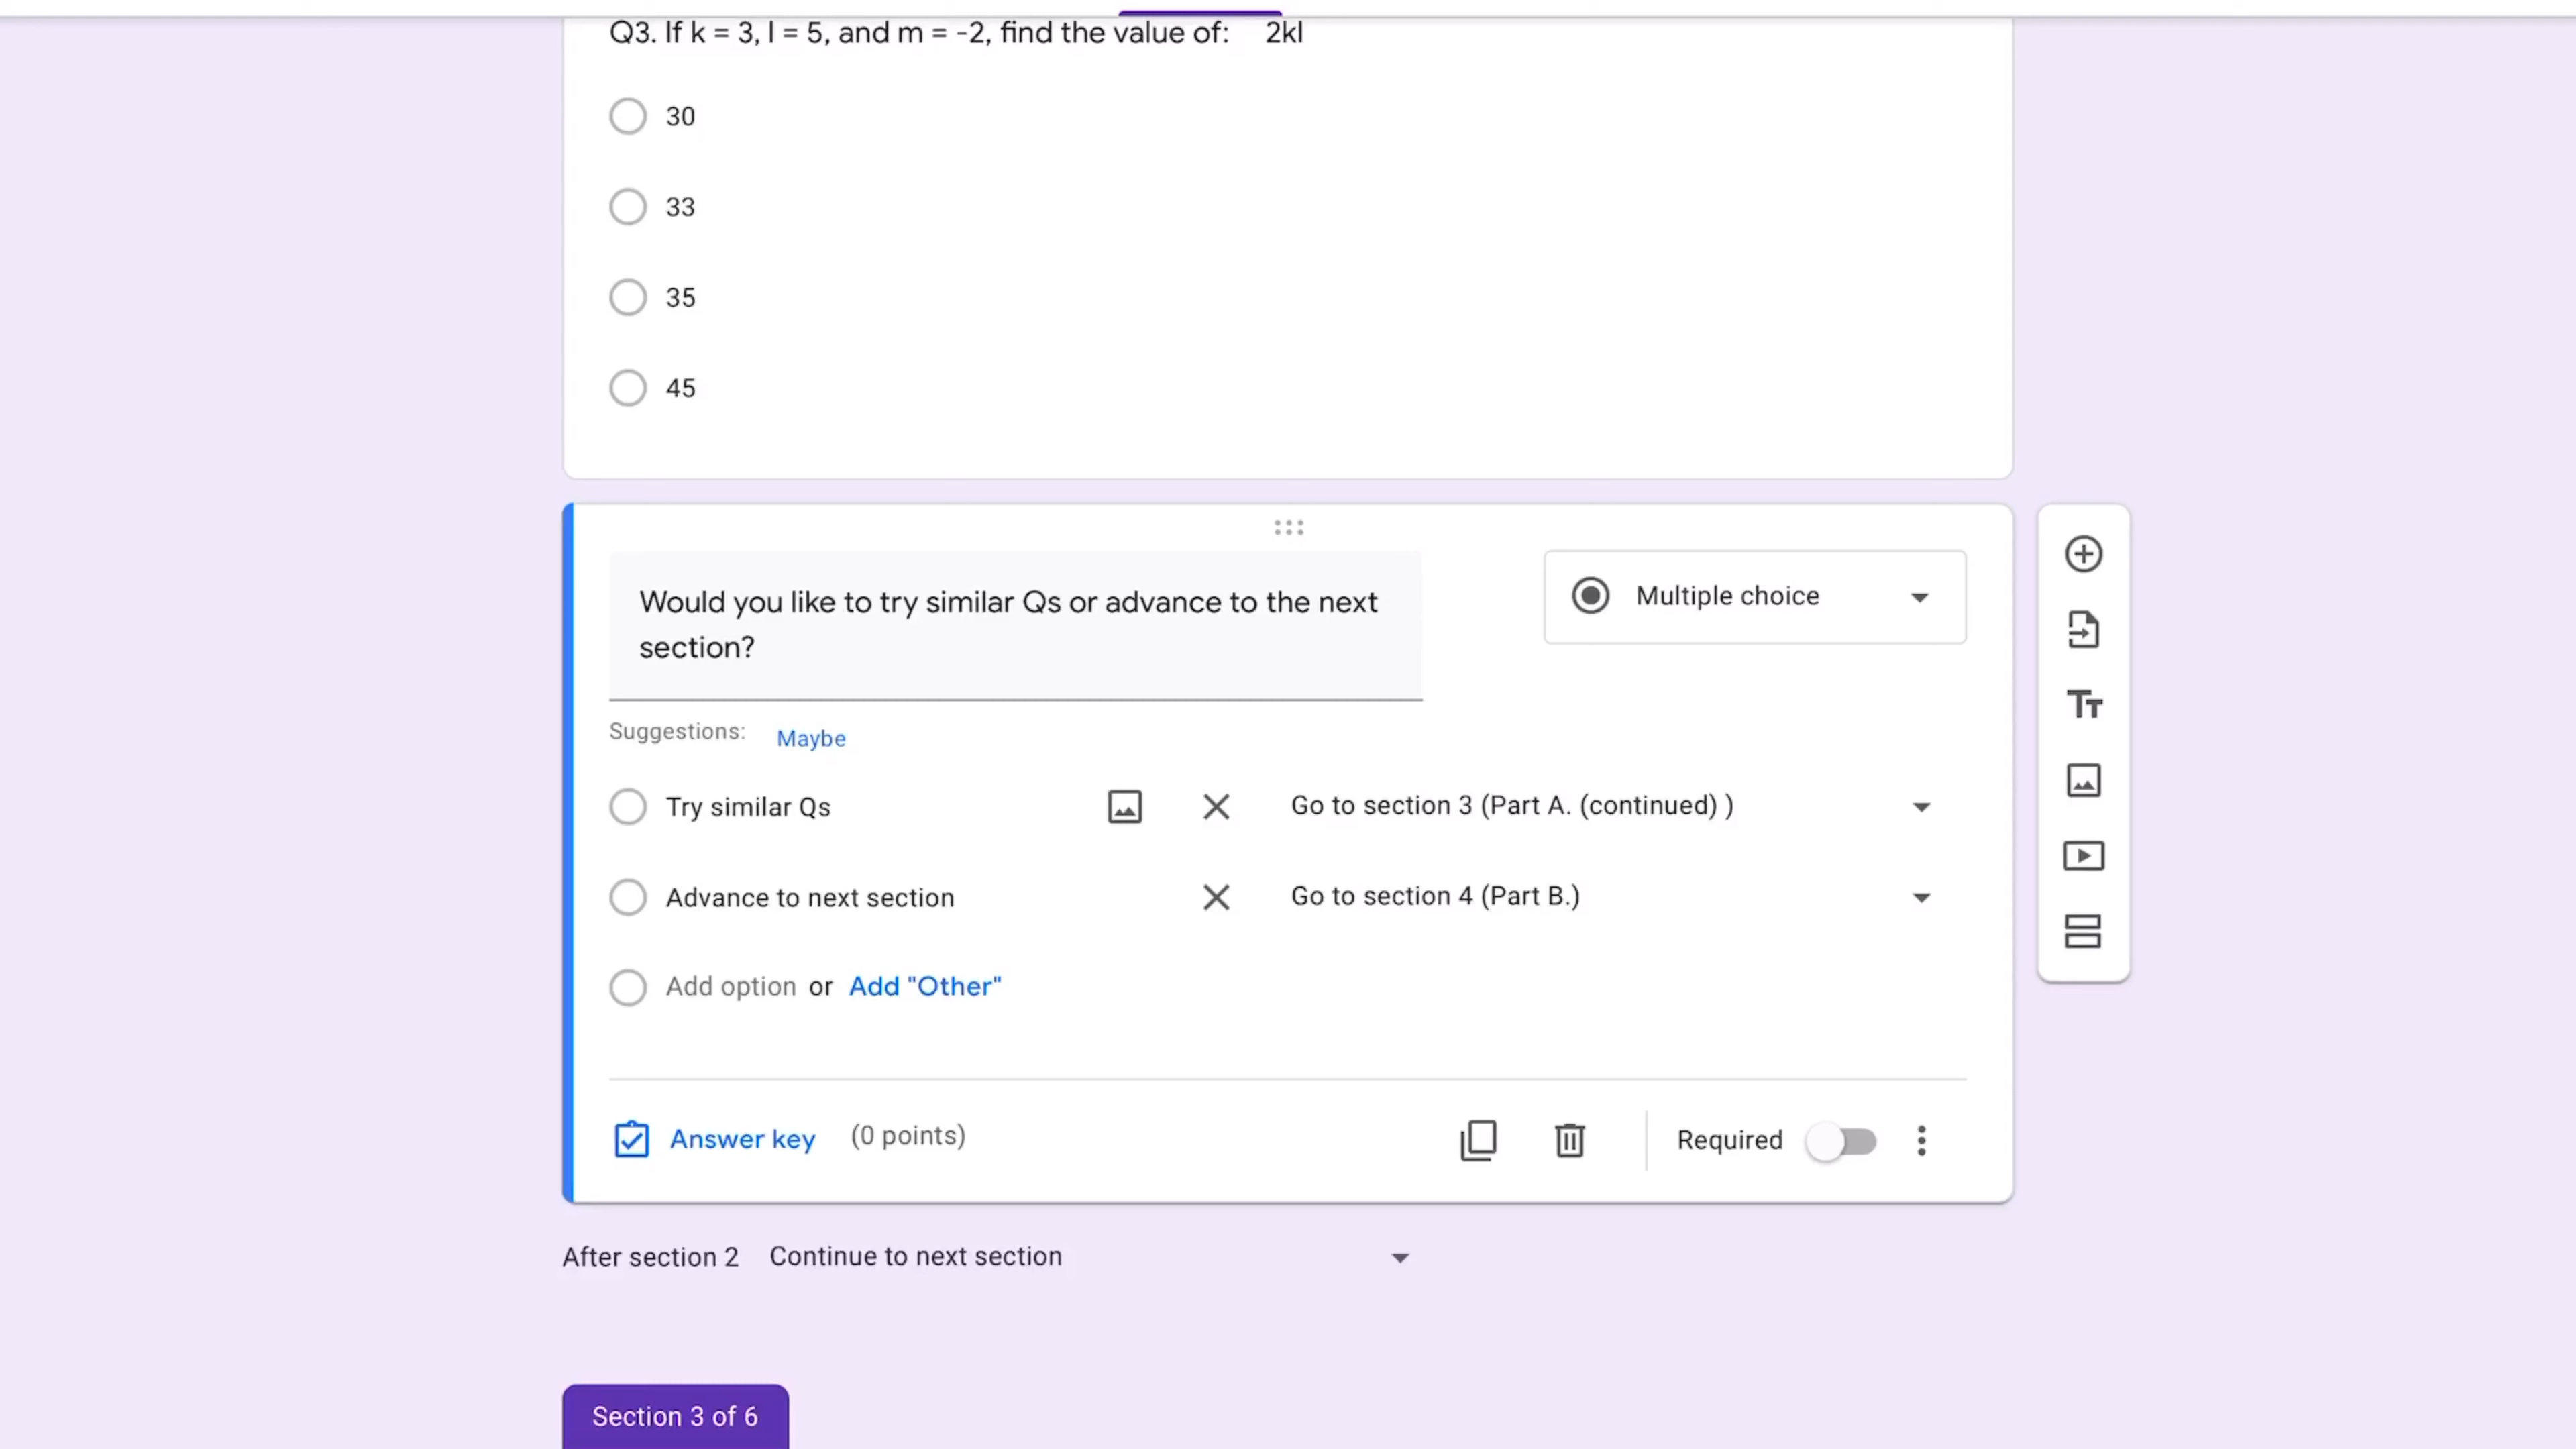 Q3. If k = 3, l = 5, and m = -2, find the value of: 2kl
30
33
35
45
Would you like to try similar Qs or advance to the next
section?
Multiple choice
Suggestions: Maybe
Try similar Qs Go to section 3 (Part A. (continued) )
Advance to next section Go to section 4 (Part B.)
Add option or Add "Other"
Answer key (0 points) Required
After section 2 Continue to next section
Section 3 of 6